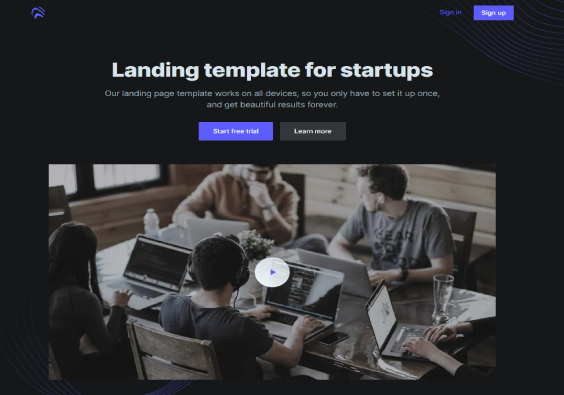 Sign in
Sign up
Landing template for startups
Our landing page template works on all devices, so you only have to set it up once,
and get beautiful results forever.
Start free trial
Learn more